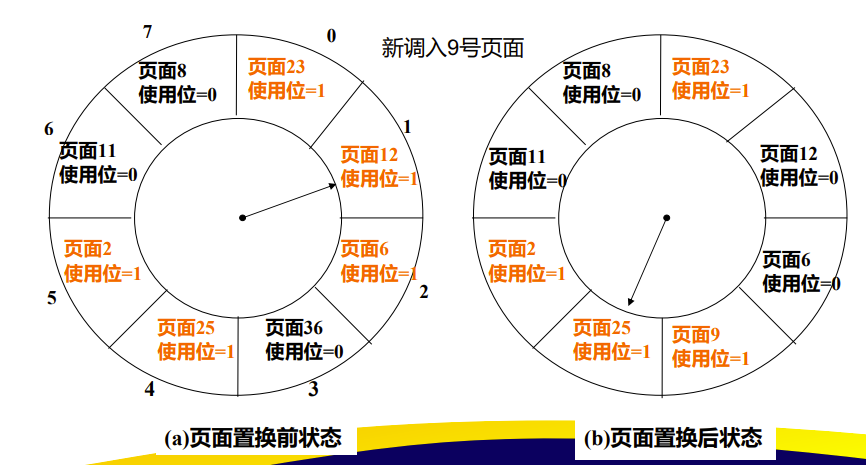 新调入9号页面
0
页面23
使用位=1
1
页面12
使用位=1
2
页面6
使用位=1
3
页面36
使用位=0
4
页面25
使用位=1
5
页面2
使用位=1
6
页面11
使用位=0
7
页面8
使用位=0
(a)页面置换前状态
页面23
使用位=1
页面12
使用位=0
页面6
使用位=0
页面9
使用位=1
页面25
使用位=1
页面2
使用位=1
页面11
使用位=0
页面8
使用位=0
(b)页面置换后状态